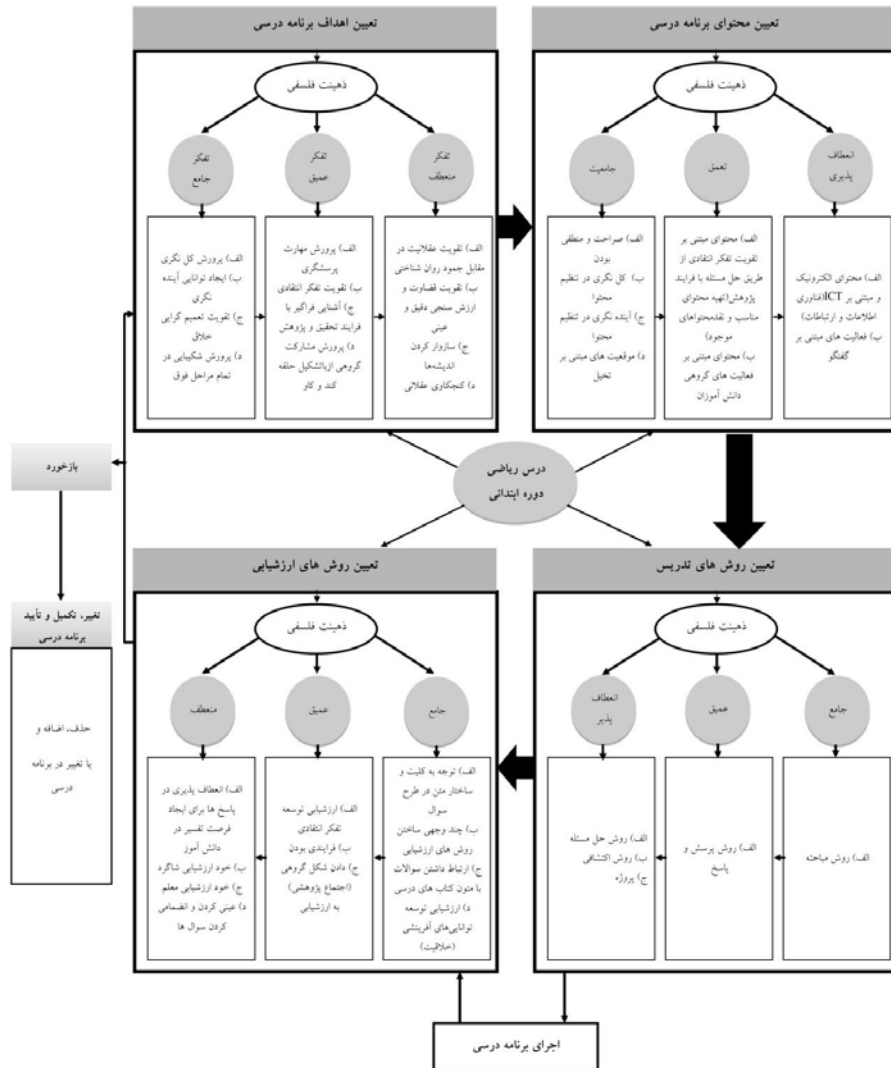 تعیین اهداف برنامه درسی
ذهنیت فلسفی
تفکر
جامع
تفکر
عمیق
تفکر
منعطف
الف) پرورش کل نگری
ب) ایجاد توانایی آینده
نگری
ج) تقویت تعمیم گرایی
خلاقی
د) پرورش شکیبایی در
تمام مراحل فوق
الف) پرورش مهارت
پرسشگری
ب) تقویت تفکر انتقادی
ج) آشنایی فراگیر با
فرایند تحقیق و پژوهش
د) پرورش مشارکت
گروهی ازباتشکیل حلقه
کند و کاو
الف) تقویت عقلانیت در
مقابل جمود روان شناختی
ب) تقویت قضاوت و
ارزش سنجی دقیق و
عینی
ج) سازوار کردن
اندیشه‌ها
د) کنجکاوی عقلانی
تعیین محتوای برنامه درسی
ذهنیت فلسفی
جامعیت
تعمق
انعطاف
پذیری
الف) صراحت و منطقی
بودن
ب) کل نگری در تنظیم
محتوا
ج) آینده نگری در تنظیم
محتوا
د) موقعیت های مبتنی بر
تخیل
الف) محتوای مبتنی بر
تقویت تفکر انتقادی از
طریق حل مسئله با فرایند
پژوهش(تهیه محتوای
مناسب و نقدمحتواهای
موجود)
ب) محتوای مبتنی بر
فعالیت های گروهی
دانش آموزان
الف) محتوای الکترونیک
و مبتنی بر ICT(فناوری
اطلاعات و ارتباطات)
ب) فعالیت های مبتنی بر
گفتگو
درس ریاضی
دوره ابتدائی
بازخورد
تغییر، تکمیل و تأیید
برنامه درسی
حذف، اضافه و
یا تغییر در برنامه
درسی
تعیین روش های ارزشیابی
ذهنیت فلسفی
منعطف
عمیق
جامع
الف) انعطاف پذیری در
پاسخ ها برای ایجاد
فرصت تفسیر در
دانش آموز
ب) خود ارزشیابی شاگرد
ج) خود ارزشیابی معلم
د) عینی کردن و انضمامی
کردن سوال ها
الف) ارزشیابی توسعه
تفکر انتقادی
ب) فرایندی بودن
ج) دادن شکل گروهی
(اجتماع پژوهشی)
به ارزشیابی
الف) توجه به کلیت و
ساختار متن در طرح
سوال
ب) چند وجهی ساختن
روش های ارزشیابی
ج) ارتباط داشتن سوالات
با متون کتاب های درسی
د) ارزشیابی توسعه
توانایی‌های آفرینشی
(خلاقیت)
تعیین روش های تدریس
ذهنیت فلسفی
انعطاف
پذیر
عمیق
جامع
الف) روش حل مسئله
ب) روش اکتشافی
ج) پروژه
الف) روش پرسش و
پاسخ
الف) روش مباحثه
اجرای برنامه درسی